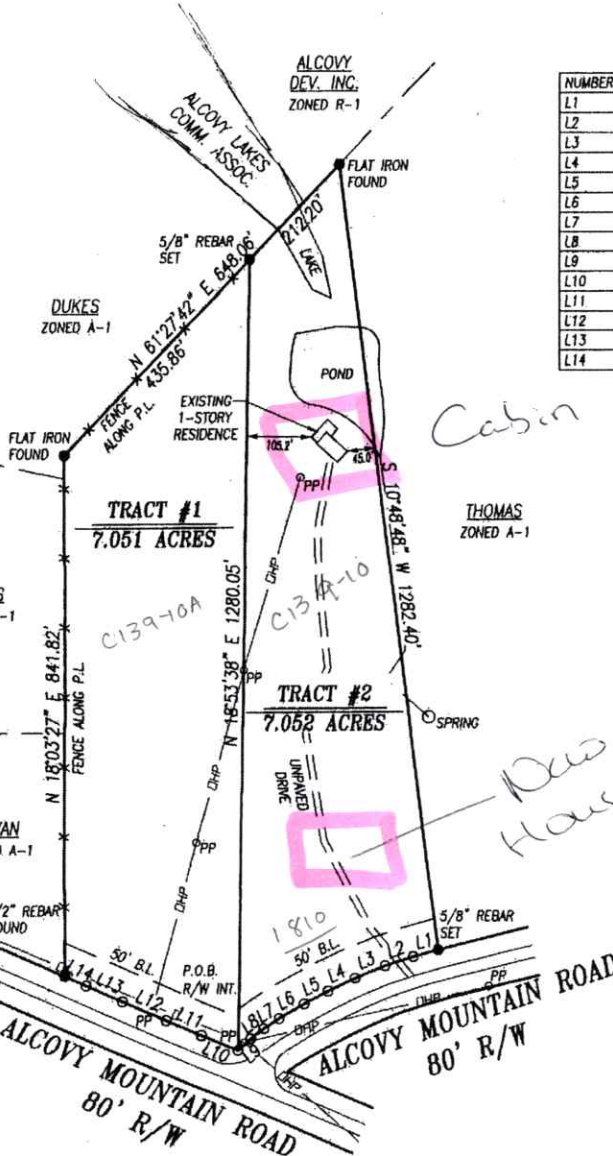 ALCOVY
DEV. INC.
ZONED R-1
ALCOVY LAKES
COMM. ASSOC.
NUMBER
L1
L2
L3
L4
L5
L6
L7
L8
L9
L10
L11
L12
L13
L14
FLAT IRON
FOUND
212.20'
LAKE
5/8" REBAR
SET
DUKES
ZONED A-1
N 61°27'42" E 648.06'
435.86'
FENCE
ALONG P.L.
POND
EXISTING
1-STORY
RESIDENCE
105.2'
45.0'
Cabin
FLAT IRON
FOUND
PP
S 10°48'48" W 1282.40'
THOMAS
ZONED A-1
TRACT #1
7.051 ACRES
C139-10A
C139-10
OHP
N 18°03'27" E 841.82'
FENCE ALONG P.L.
N 18°53'38" E 1280.05'
PP
TRACT #2
7.052 ACRES
SPRING
OHP
UNPAVED
DRIVE
New
PP
A-1
OHP
1810
5/8" REBAR
SET
50' B.L.
50' B.L.
P.O.B.
R/W INT.
L14
L13
L12
L11
L10
L9
L8
L7
L6
L5
L4
L3
L2
L1
PP
PP
PP
OHP
OHP
OHP
ALCOVY MOUNTAIN ROAD
80' R/W
ALCOVY MOUNTAIN ROAD
80' R/W